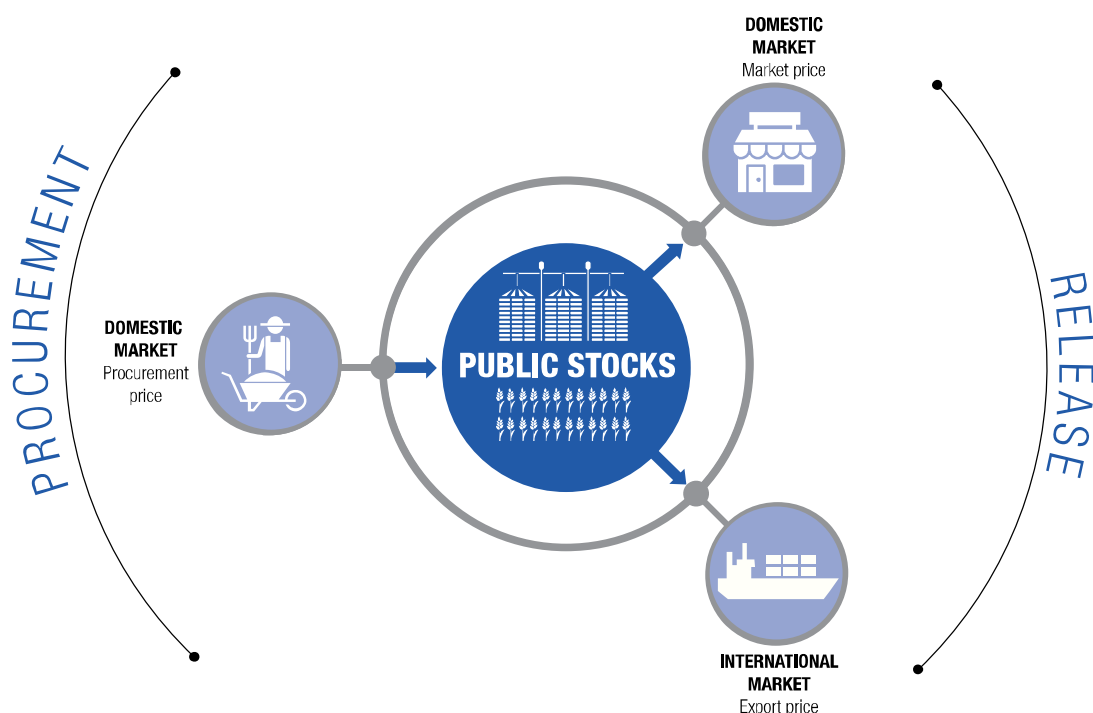 PROCUREMENT
DOMESTIC
MARKET
Procurement
price
PUBLIC STOCKS
DOMESTIC
MARKET
Market price
INTERNATIONAL
MARKET
Export price
RELEASE